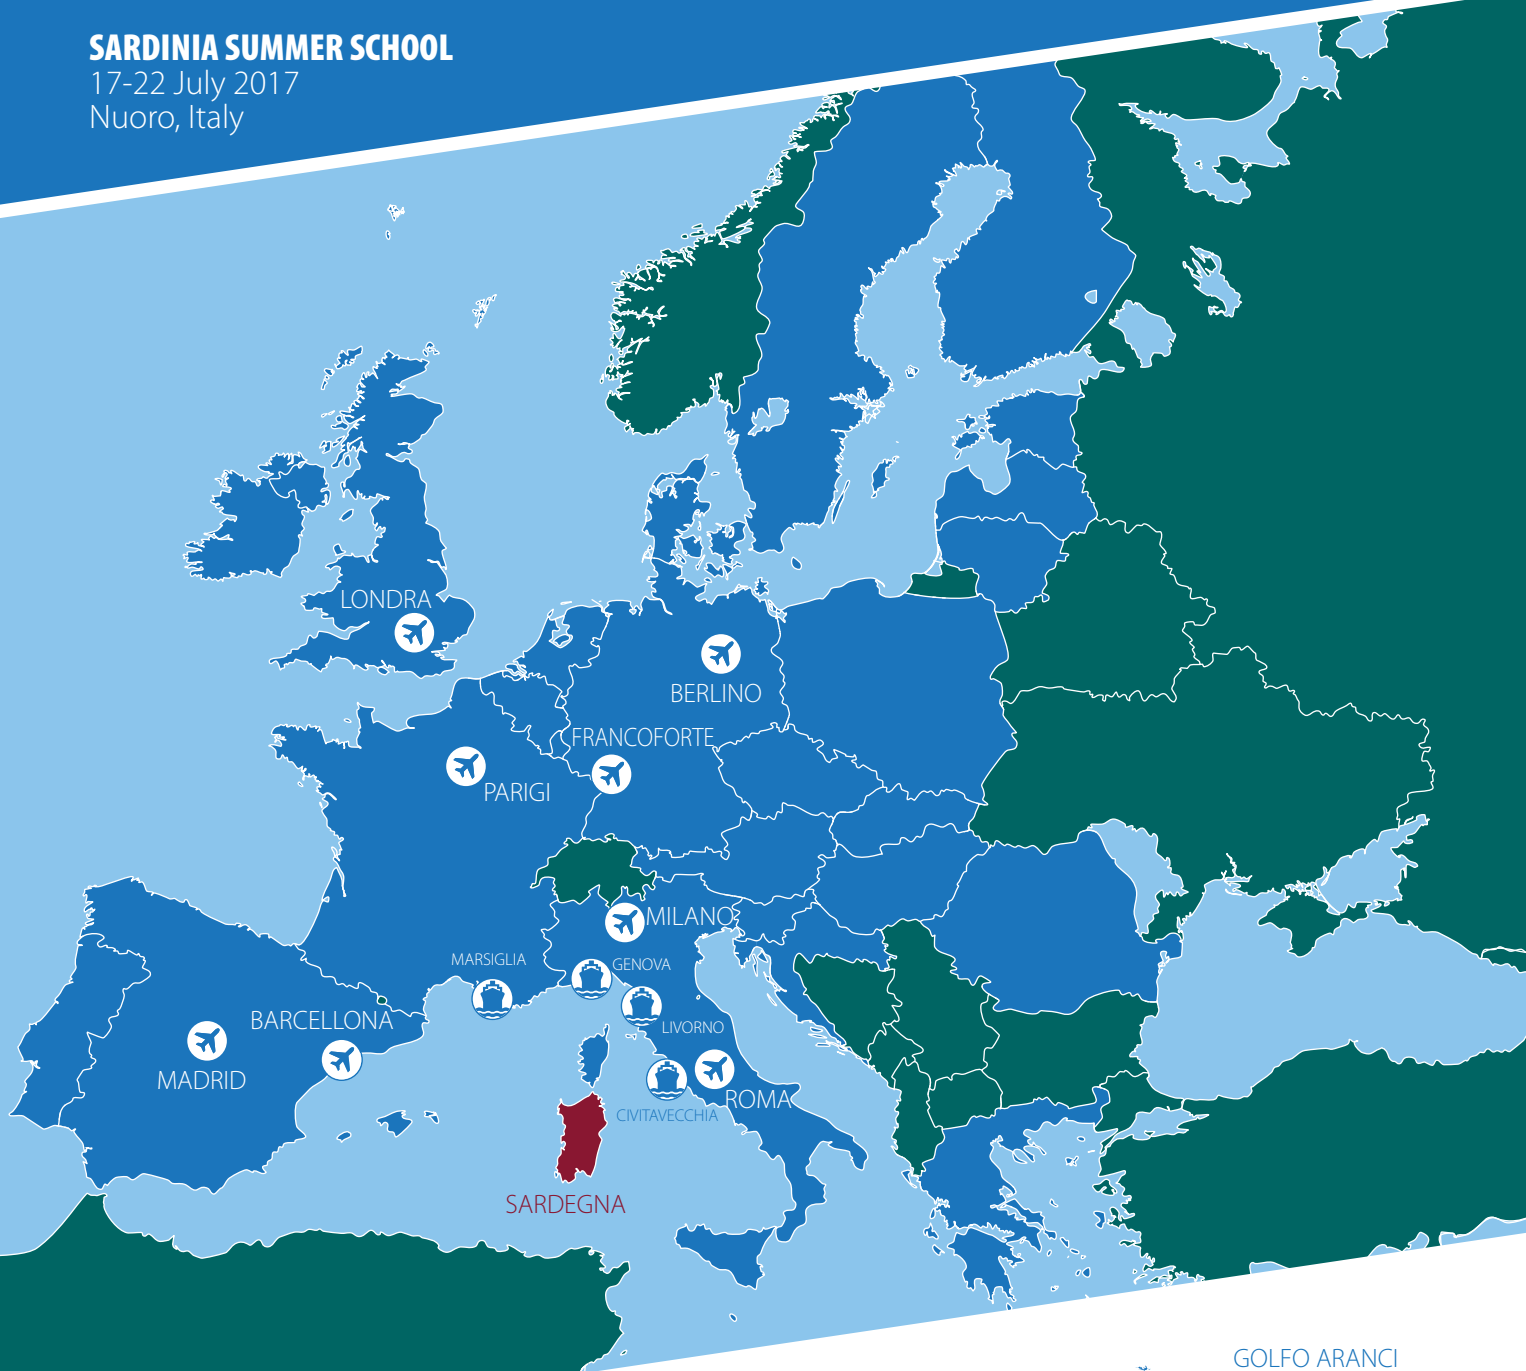 SARDINIA SUMMER SCHOOL
17-22 July 2017
Nuoro, Italy
LONDRA
BERLINO
FRANCOFORTE
PARIGI
MILANO
MARSIGLIA
GENOVA
BARCELLONA
LIVORNO
MADRID
ROMA
CIVITAVECCHIA
SARDEGNA
GOLFO ARANCI